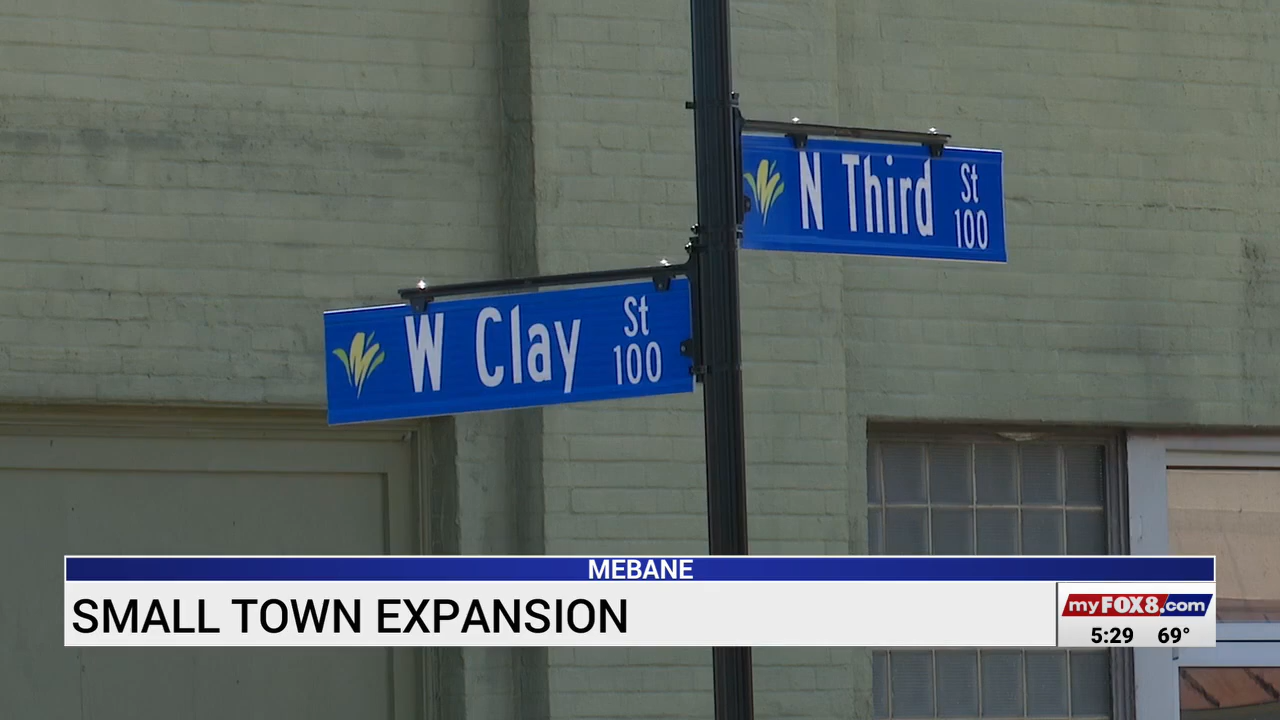 N Third St
100
W Clay St
100
MEBANE
SMALL TOWN EXPANSION
myFOX8.com
5:29 69°